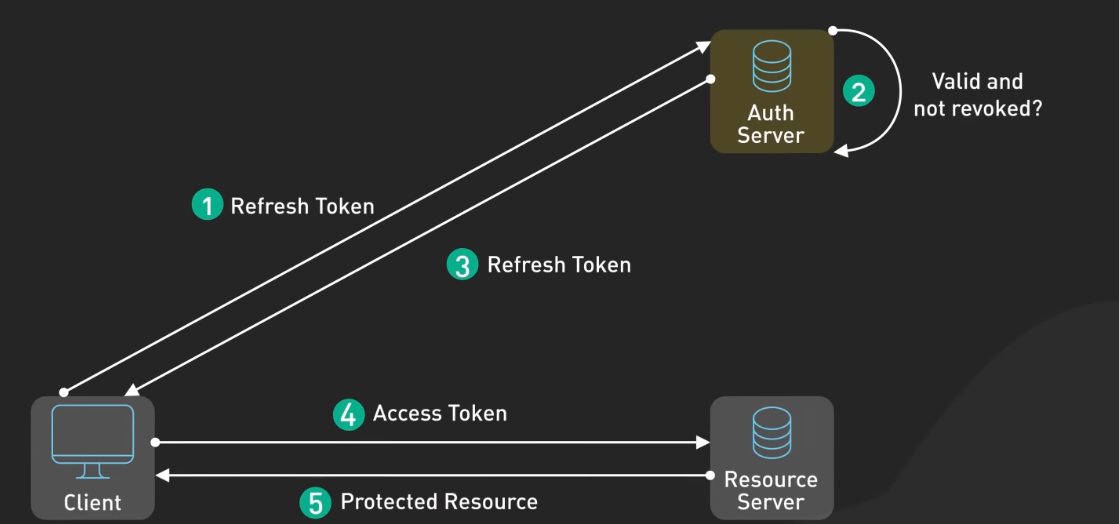 Auth
Server
2
Valid and
not revoked?
1 Refresh Token
3 Refresh Token
4 Access Token
Client
5 Protected Resource
Resource
Server